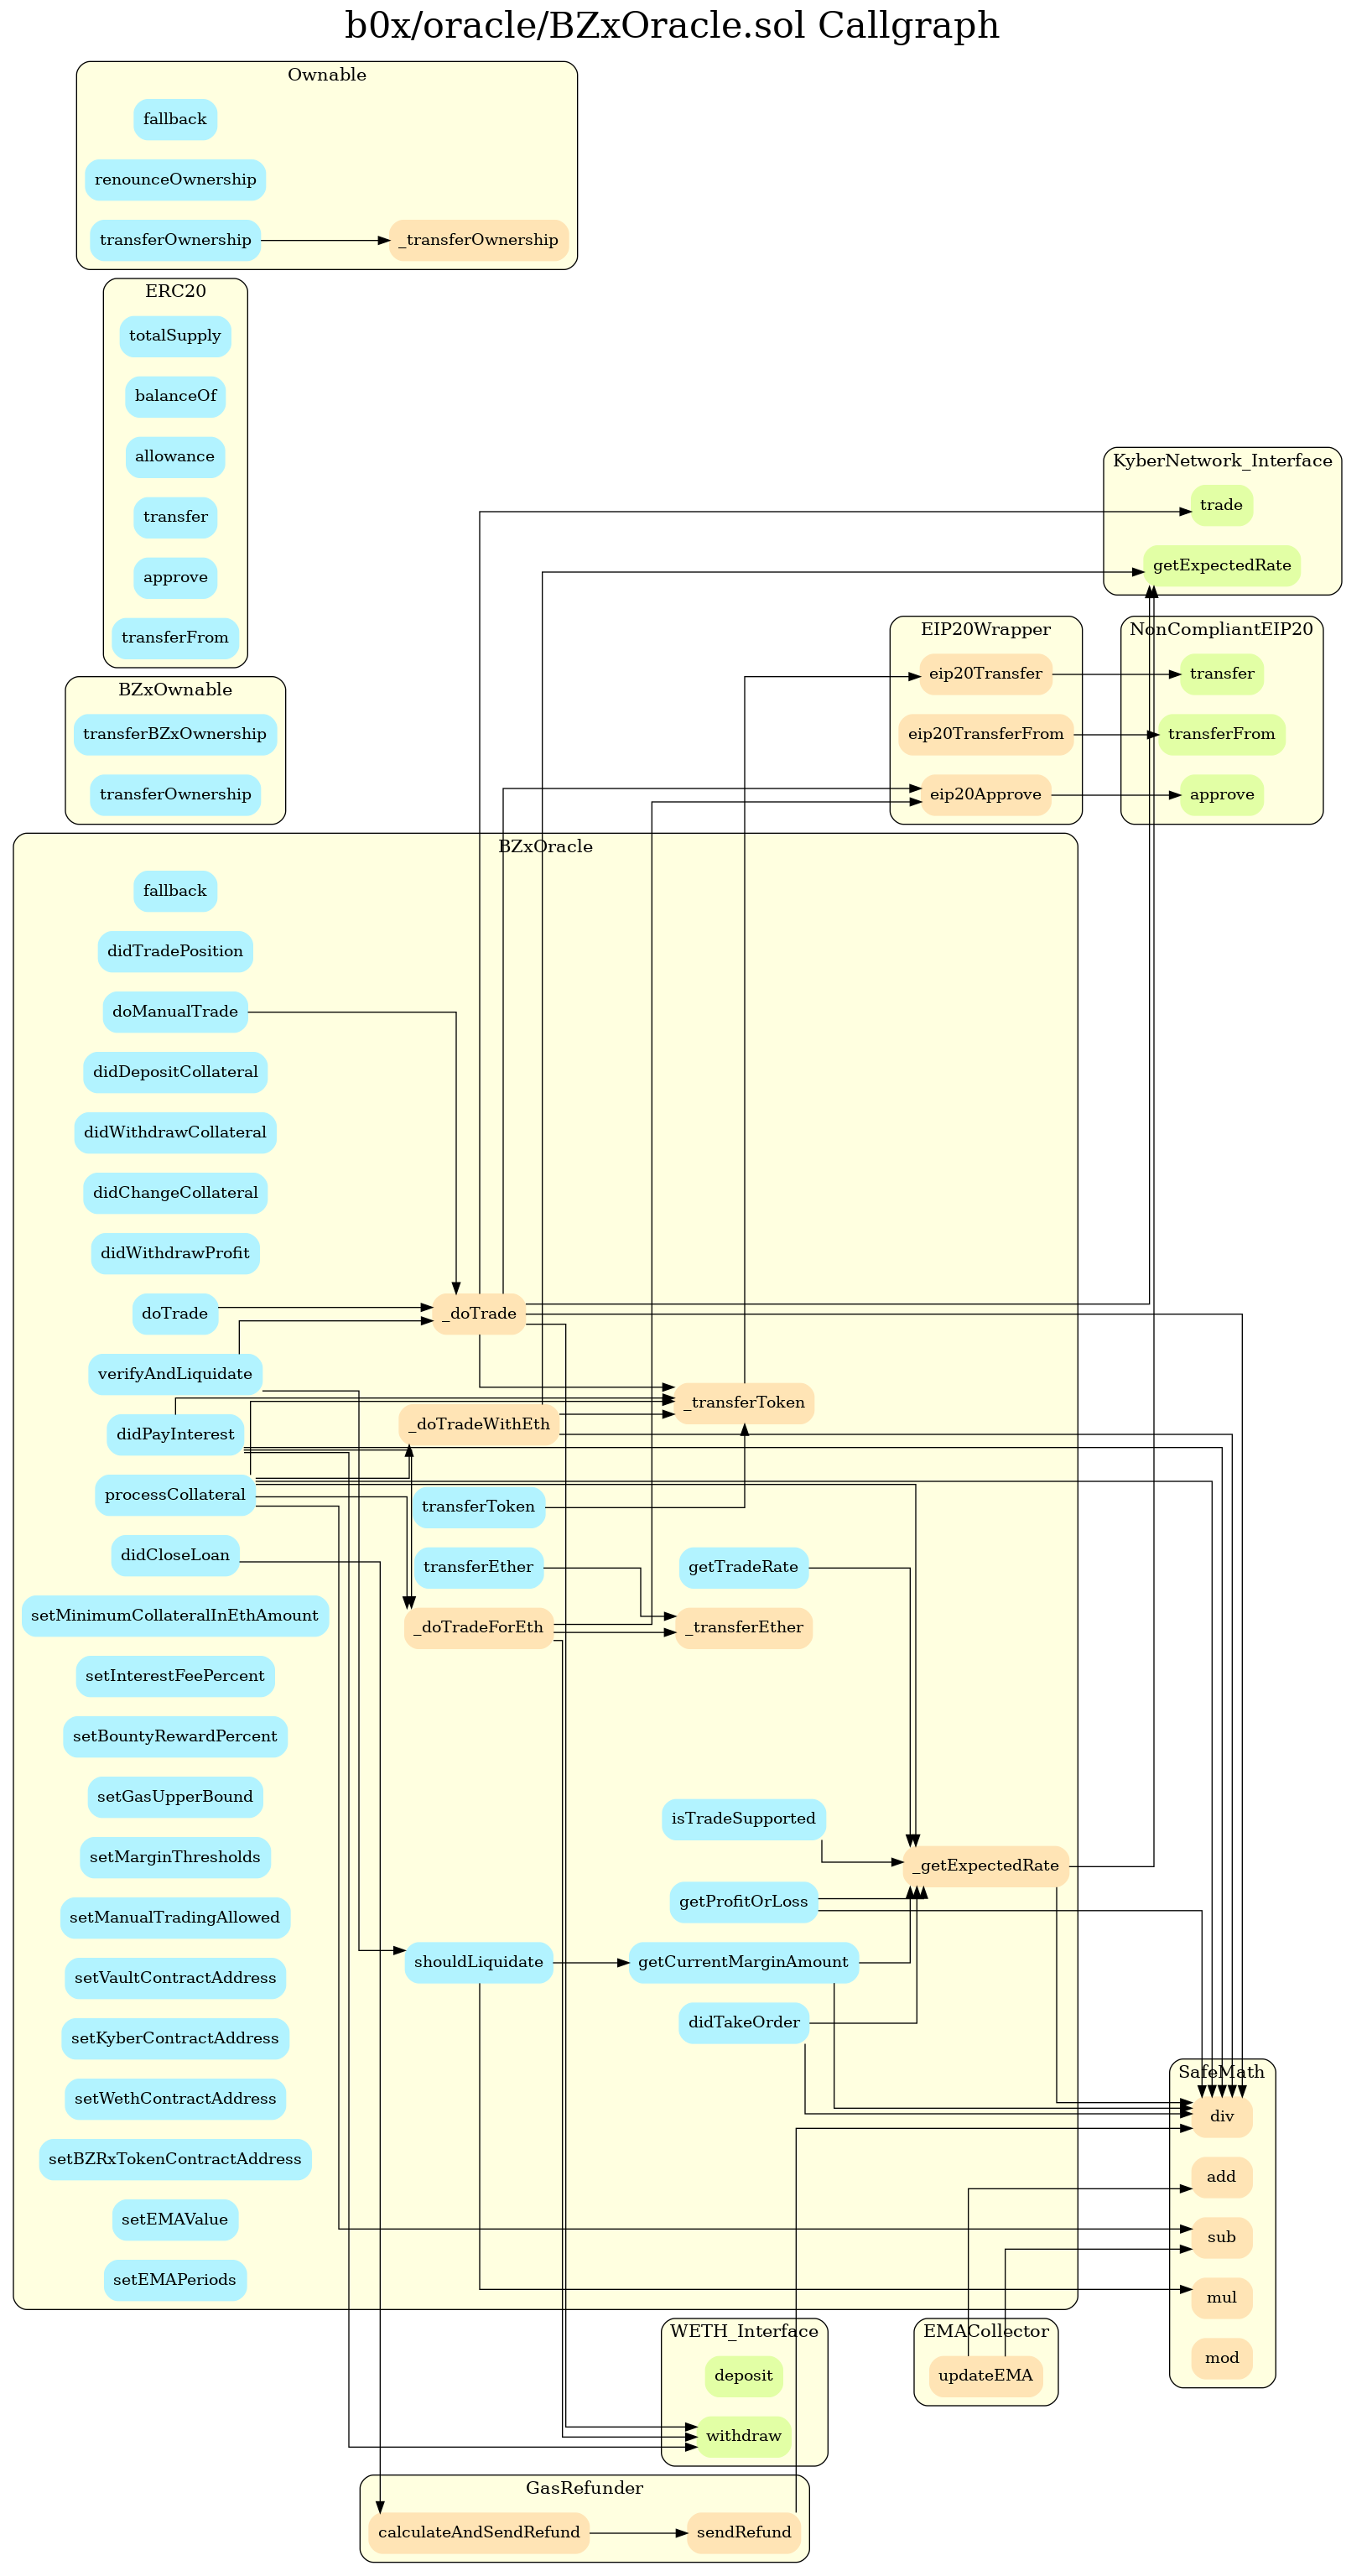 b0x/oracle/BZxOracle.sol Callgraph
Ownable
fallback
renounceOwnership
transferOwnership
_transferOwnership
ERC20
totalSupply
balanceOf
allowance
transfer
approve
transferFrom
KyberNetwork_Interface
trade
getExpectedRate
EIP20Wrapper
eip20Transfer
eip20TransferFrom
eip20Approve
NonCompliantEIP20
transfer
transferFrom
approve
BZxOwnable
transferBZxOwnership
transferOwnership
BZxOracle
fallback
didTradePosition
doManualTrade
didDepositCollateral
didWithdrawCollateral
didChangeCollateral
didWithdrawProfit
doTrade
verifyAndLiquidate
didPayInterest
processCollateral
didCloseLoan
setMinimumCollateralInEthAmount
setInterestFeePercent
setBountyRewardPercent
setGasUpperBound
setMarginThresholds
setManualTradingAllowed
setVaultContractAddress
setKyberContractAddress
setWethContractAddress
setBZRxTokenContractAddress
setEMAValue
setEMAPeriods
_doTrade
_doTradeWithEth
transferToken
transferEther
_doTradeForEth
shouldLiquidate
_transferToken
getTradeRate
_transferEther
isTradeSupported
getProfitOrLoss
getCurrentMarginAmount
didTakeOrder
_getExpectedRate
SafeMath
div
add
sub
mul
mod
WETH_Interface
deposit
withdraw
EMACollector
updateEMA
GasRefunder
calculateAndSendRefund
sendRefund